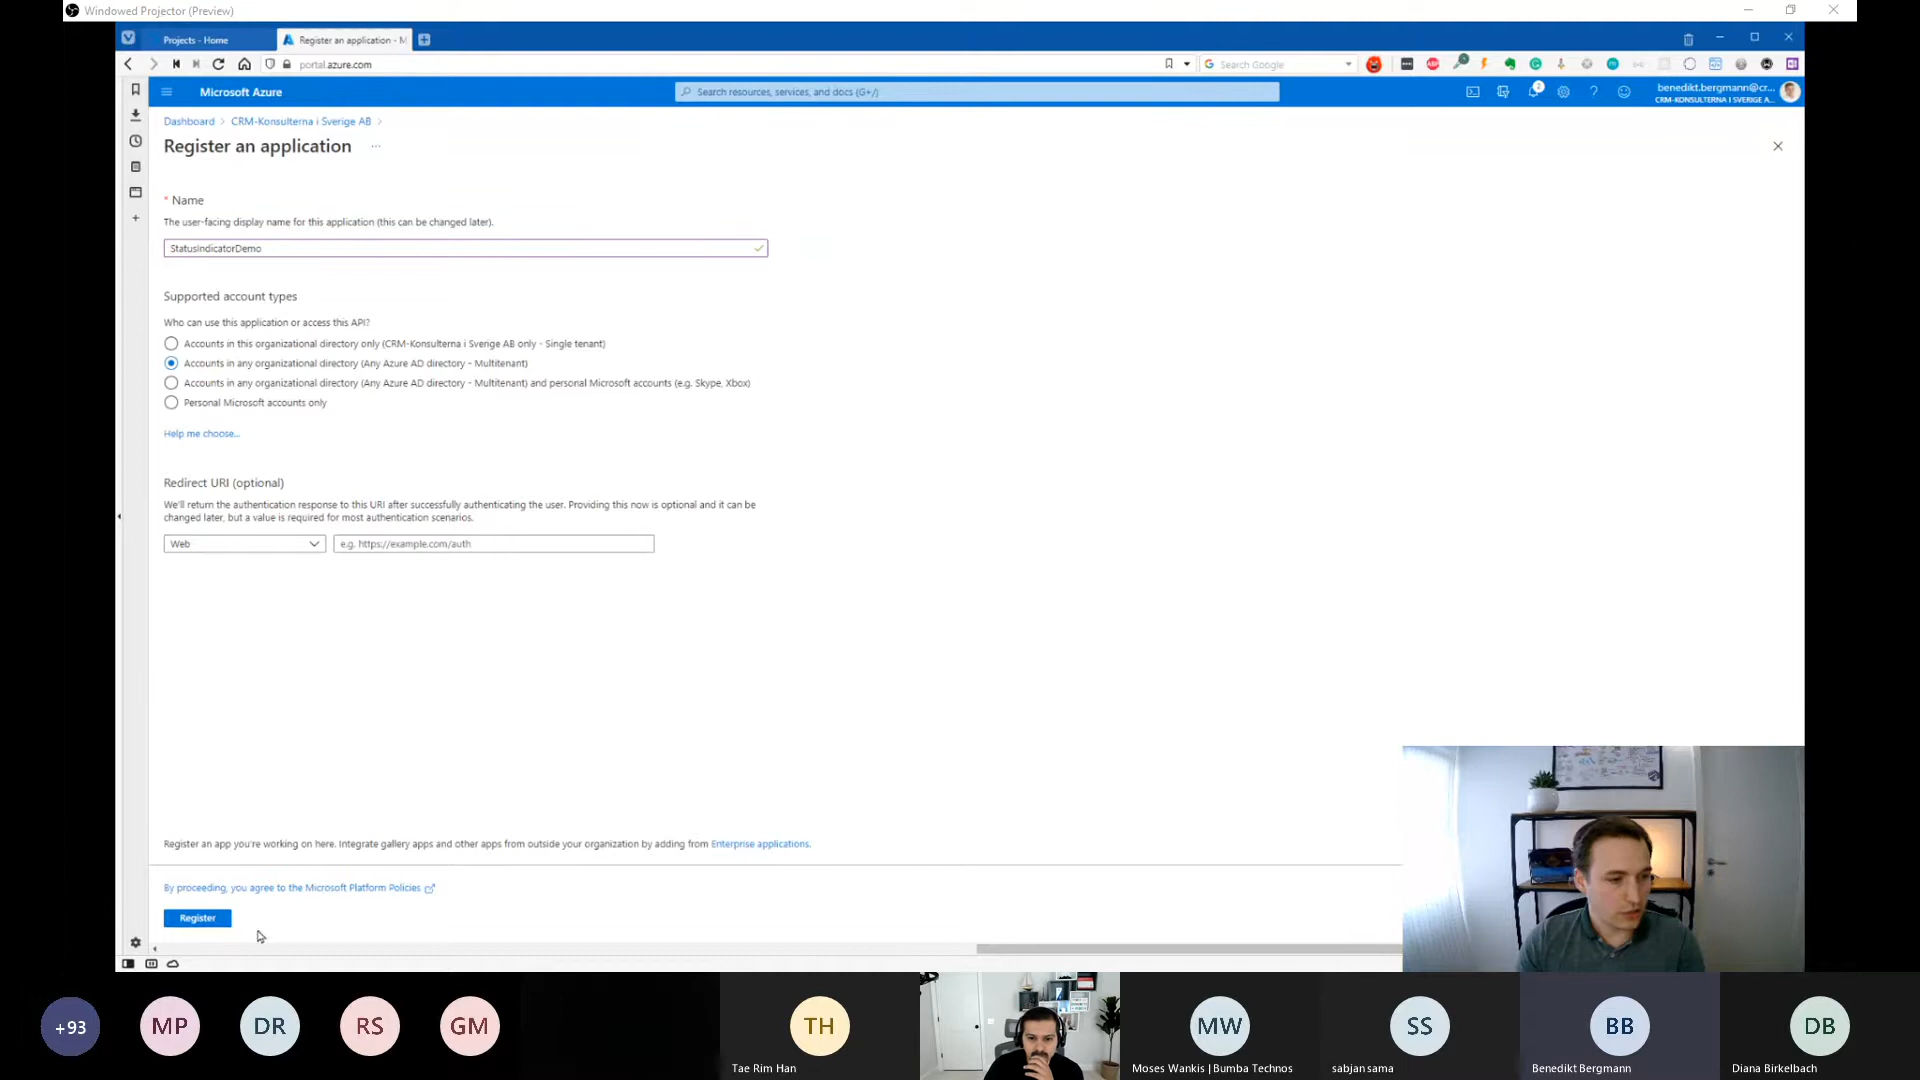 Windowed Projector (Preview)
Projects - Home
Register an application - M
portal.azure.com
Search Google
Microsoft Azure
Search resources, services, and docs (G+/)
2
benedikt.bergmann@cr...
CRM-KONSULTERNA I SVERIGE A...
Dashboard > CRM-Konsulterna i Sverige AB >
Register an application ...
* Name
The user-facing display name for this application (this can be changed later).
StatusIndicatorDemo
Supported account types
Who can use this application or access this API?
Accounts in this organizational directory only (CRM-Konsulterna i Sverige AB only - Single tenant)
Accounts in any organizational directory (Any Azure AD directory - Multitenant)
Accounts in any organizational directory (Any Azure AD directory - Multitenant) and personal Microsoft accounts (e.g. Skype, Xbox)
Personal Microsoft accounts only
Help me choose...
Redirect URI (optional)
We'll return the authentication response to this URI after successfully authenticating the user. Providing this now is optional and it can be
changed later, but a value is required for most authentication scenarios.
Web
e.g. https://example.com/auth
Register an app you're working on here. Integrate gallery apps and other apps from outside your organization by adding from Enterprise applications.
By proceeding, you agree to the Microsoft Platform Policies
Register
+93
MP
DR
RS
GM
TH
MW
SS
BB
DB
Tae Rim Han
Moses Wankis | Bumba Technos
sabjan sama
Benedikt Bergmann
Diana Birkelbach